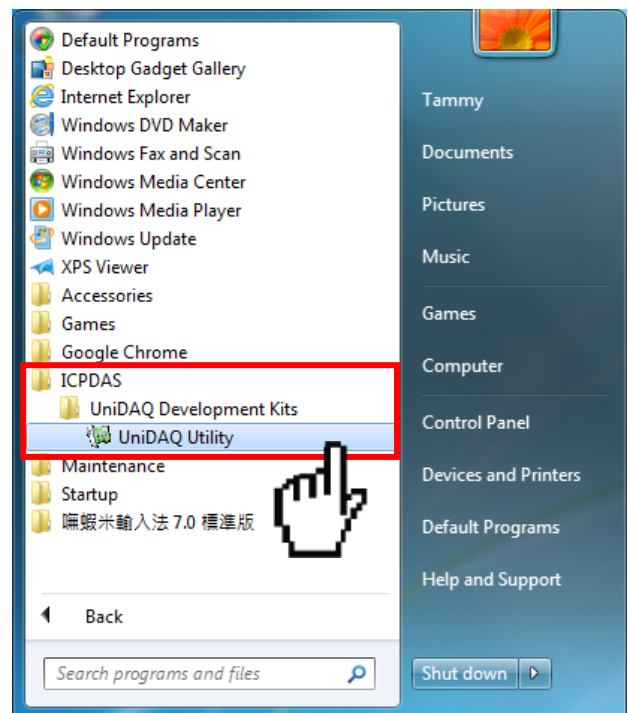 Default Programs
Desktop Gadget Gallery
Internet Explorer
Windows DVD Maker
Windows Fax and Scan
Windows Media Center
Windows Media Player
Windows Update
XPS Viewer
Accessories
Games
Google Chrome
ICPDAS
UniDAQ Development Kits
UniDAQ Utility
Maintenance
Startup
嘸蝦米輸入法 7.0 標準版
Back
Search programs and files
Tammy
Documents
Pictures
Music
Games
Computer
Control Panel
Devices and Printers
Default Programs
Help and Support
Shut down